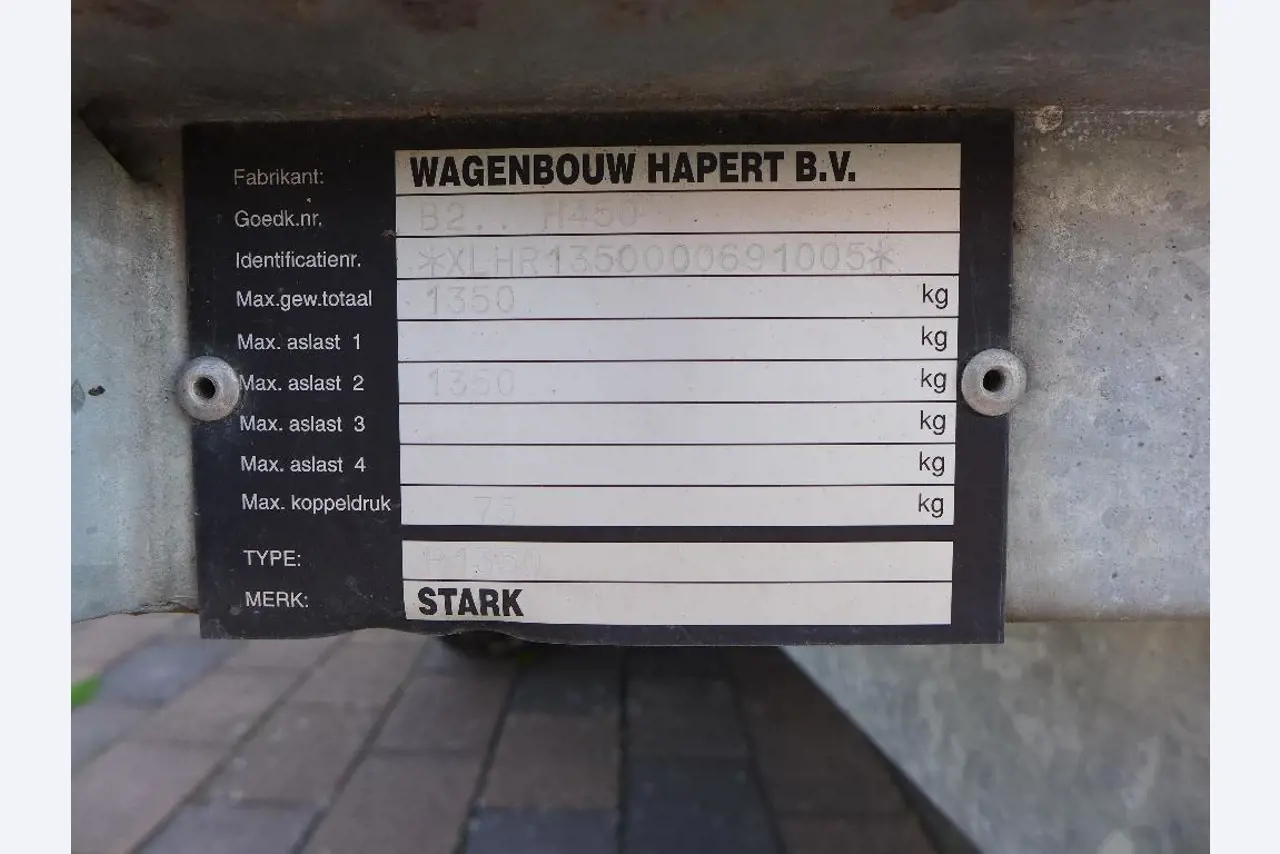 Fabrikant: WAGENBOUW HAPERT B.V.
Goedk.nr. B2.. H450
Identificatienr. *XLHR1350000691005*
Max.gew.totaal 1350 kg
Max. aslast 1 kg
Max. aslast 2 1350 kg
Max. aslast 3 kg
Max. aslast 4 kg
Max. koppeldruk 75 kg
TYPE:
MERK: STARK